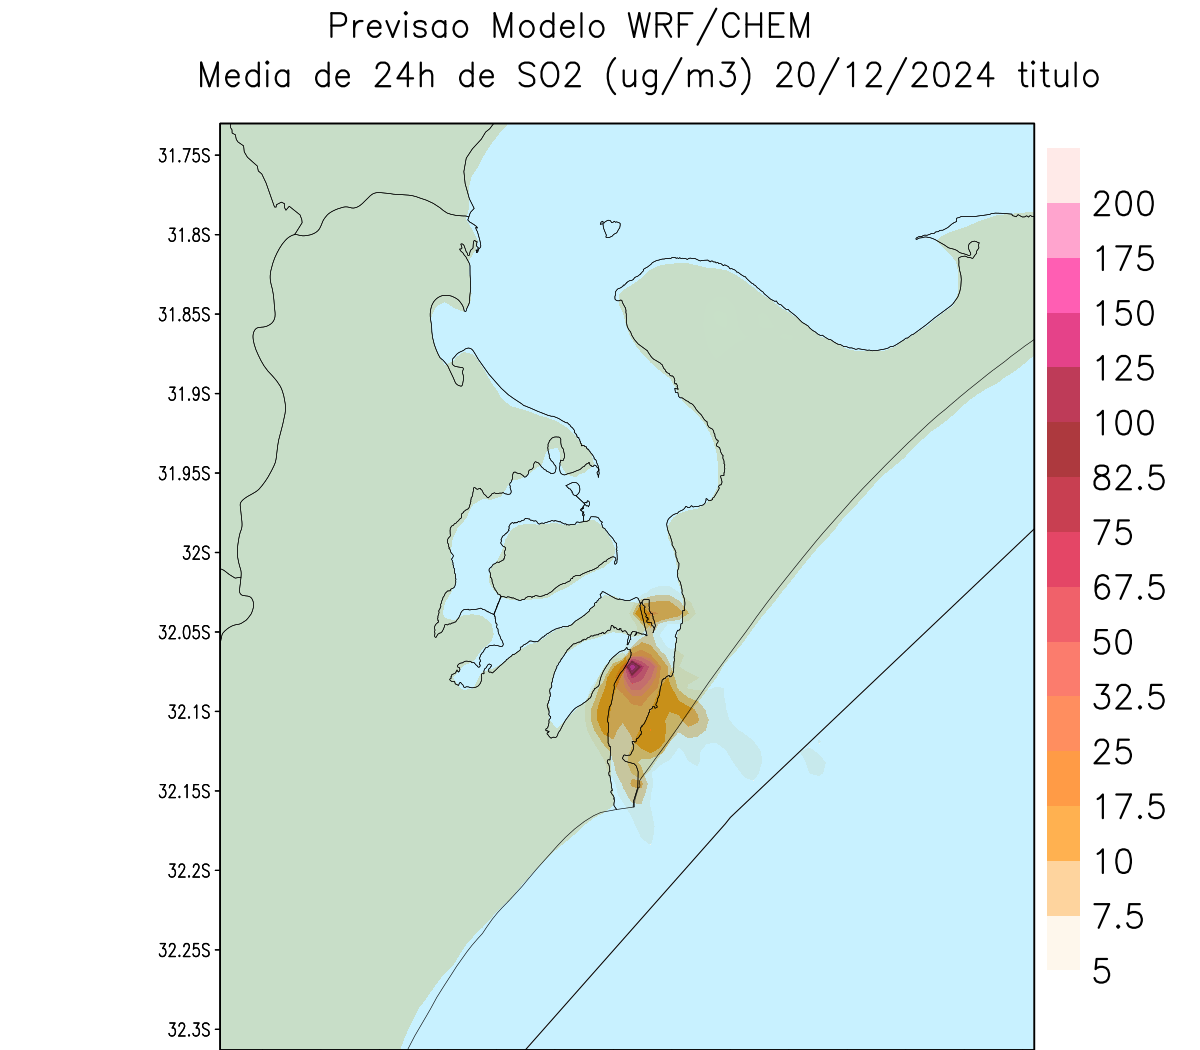 Previsao Modelo WRF/CHEM
Media de 24h de SO2 (ug/m3) 20/12/2024 titulo
31.75S
31.8S
31.85S
31.9S
31.95S
32S
32.05S
32.1S
32.15S
32.2S
32.25S
32.3S
200
175
150
125
100
82.5
75
67.5
50
32.5
25
17.5
10
7.5
5